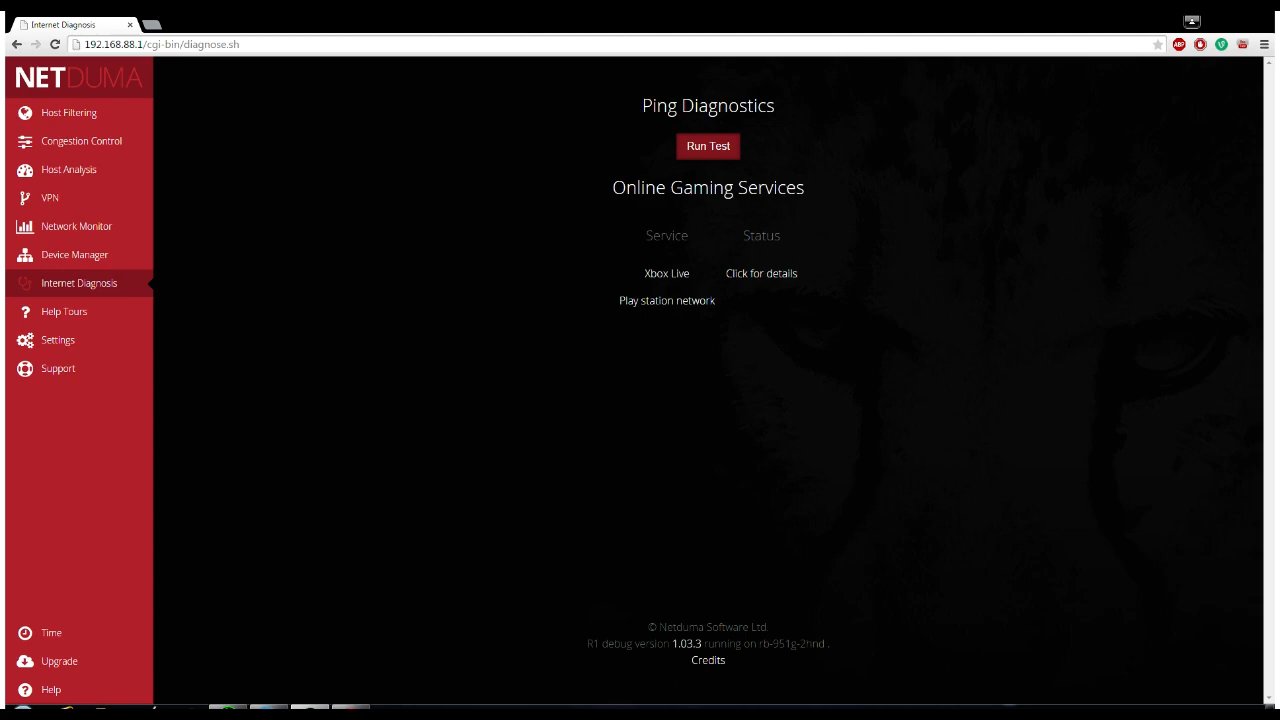 Internet Diagnosis
192.168.88.1/cgi-bin/diagnose.sh
ABP
NETDUMA
Host Filtering
Congestion Control
Host Analysis
VPN
Network Monitor
Device Manager
Internet Diagnosis
Help Tours
Settings
Support
Time
Upgrade
Help
Ping Diagnostics
Run Test
Online Gaming Services
Service Status
Xbox Live Click for details
Play station network
© Netduma Software Ltd.
R1 debug version 1.03.3 running on rb-951g-2hnd .
Credits